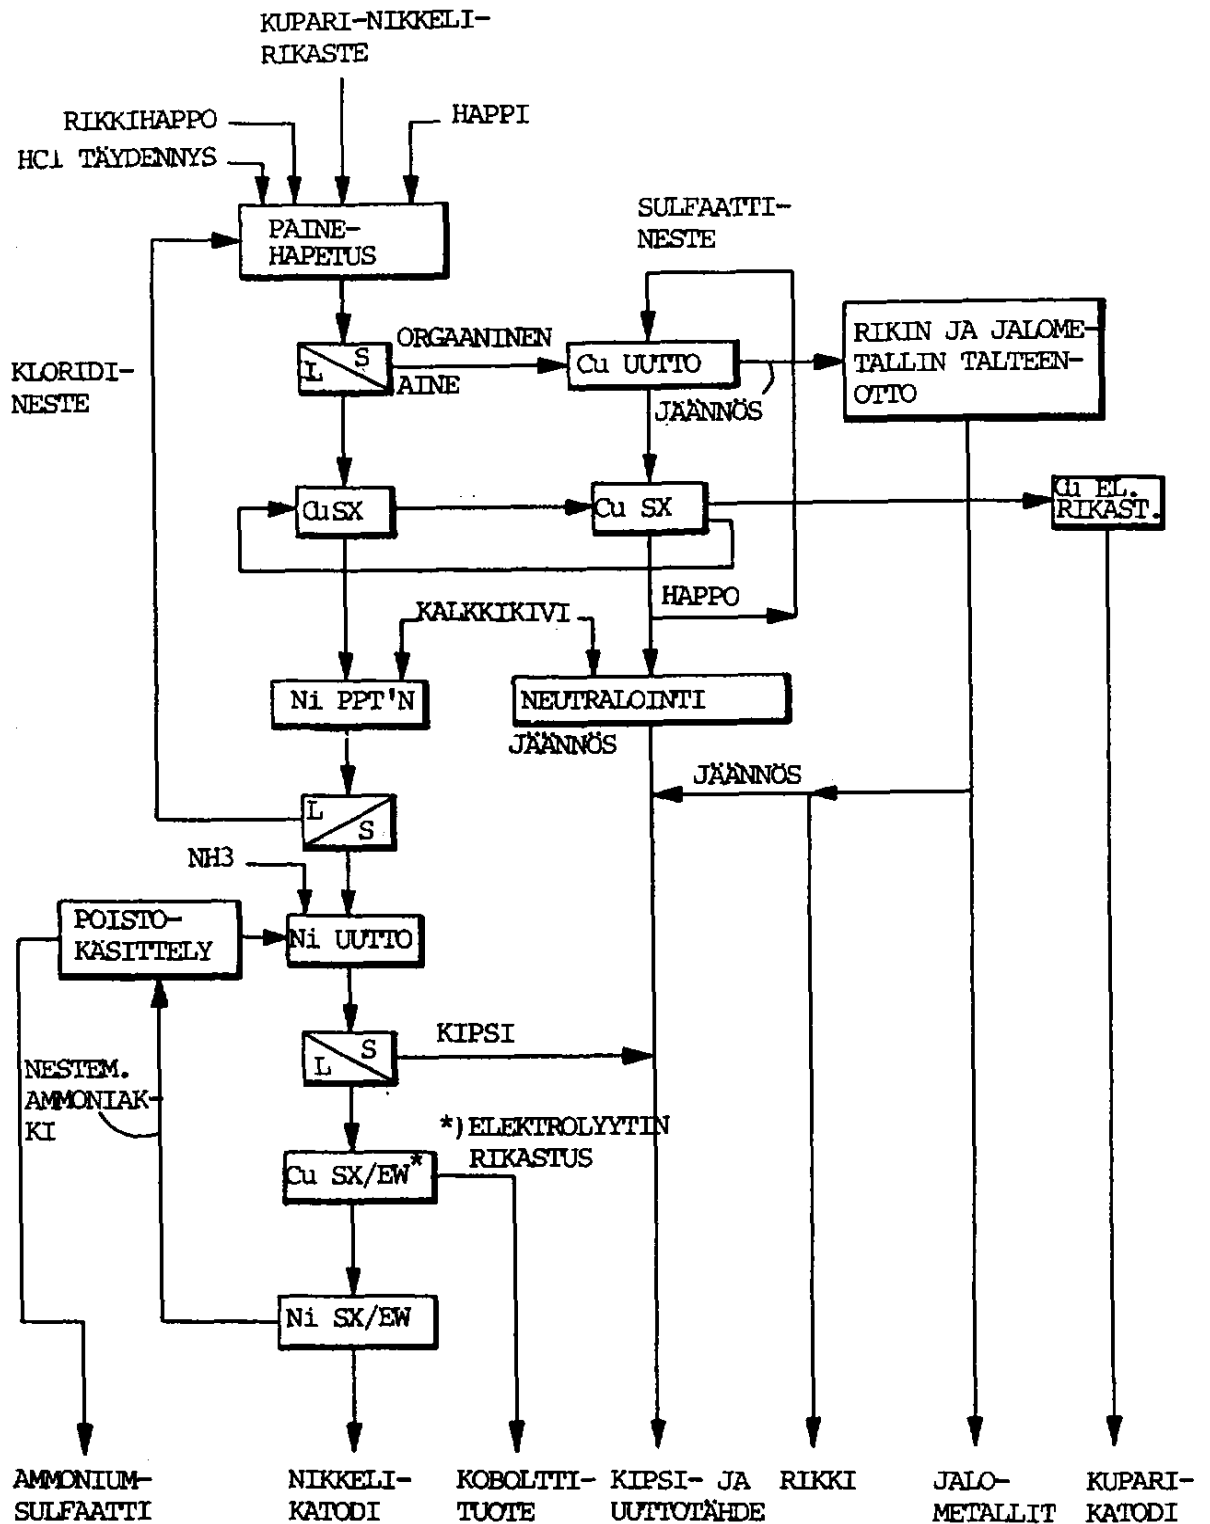 KUPARI-NIKKELI-
RIKASTE
RIKKIHAPPO
HAPPI
HCl TÄYDENNYS
PAINE-
HAPETUS
SULFAATTI-
NESTE
KLORIDI-
NESTE
L S
ORGAANINEN
AINE
Cu UUTTO
JÄÄNNÖS
RIKIN JA JALOME-
TALLIN TALTEEN-
OTTO
CuSX
Cu SX
Cu EL.
RIKAST.
HAPPO
KALKKIKIVI
Ni PPT'N
NEUTRALOINTI
JÄÄNNÖS
JÄÄNNÖS
L S
NH3
POISTO-
KÄSITTELY
Ni UUTTO
L S
KIPSI
NESTEM.
AMMONIAK-
KI
*)ELEKTROLYYTIN
RIKASTUS
Cu SX/EW*
Ni SX/EW
AMMONIUM-
SULFAATTI
NIKKELI-
KATODI
KOBOLTTI-
TUOTE
KIPSI- JA
UUTTOTÄHDE
RIKKI
JALO-
METALLIT
KUPARI-
KATODI